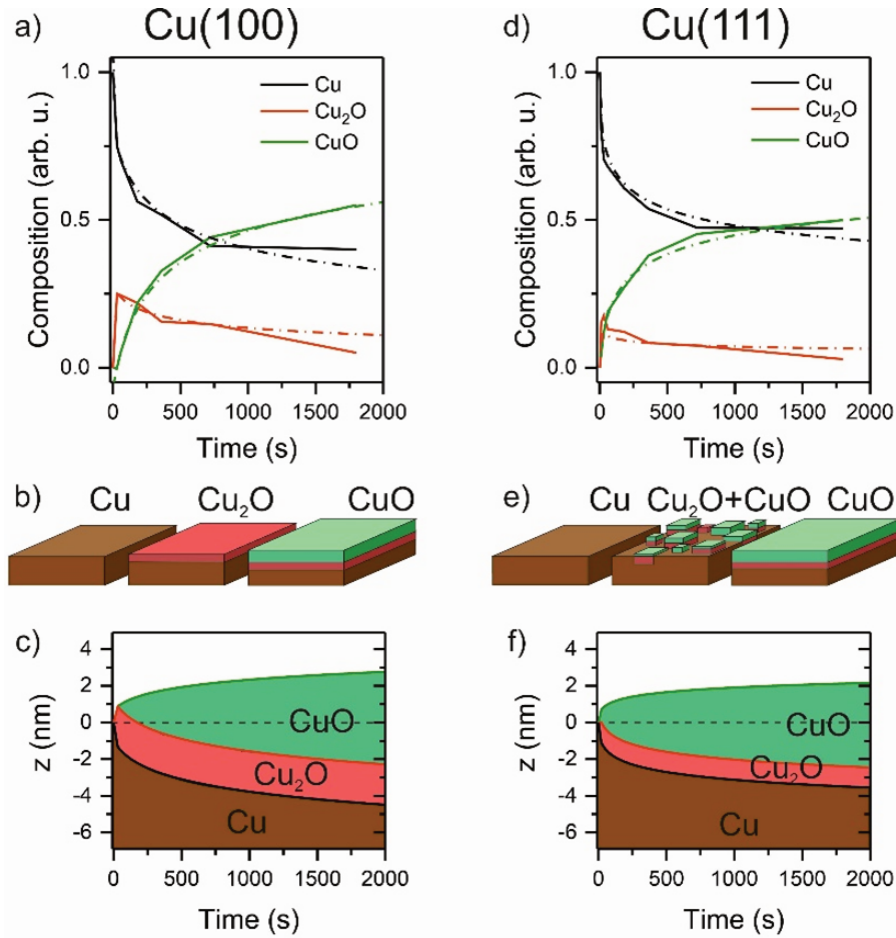 a) Cu(100)
1.0
0.5
0.0
Composition (arb. u.)
Cu
Cu₂O
CuO
0 500 1000 1500 2000
Time (s)
b) Cu Cu₂O CuO
c)
4
2
0
-2
-4
-6
z (nm)
CuO
Cu₂O
Cu
0 500 1000 1500 2000
Time (s)
d) Cu(111)
1.0
0.5
0.0
Composition (arb. u.)
Cu
Cu₂O
CuO
0 500 1000 1500 2000
Time (s)
e) Cu Cu₂O+CuO CuO
f)
4
2
0
-2
-4
-6
z (nm)
CuO
Cu₂O
Cu
0 500 1000 1500 2000
Time (s)